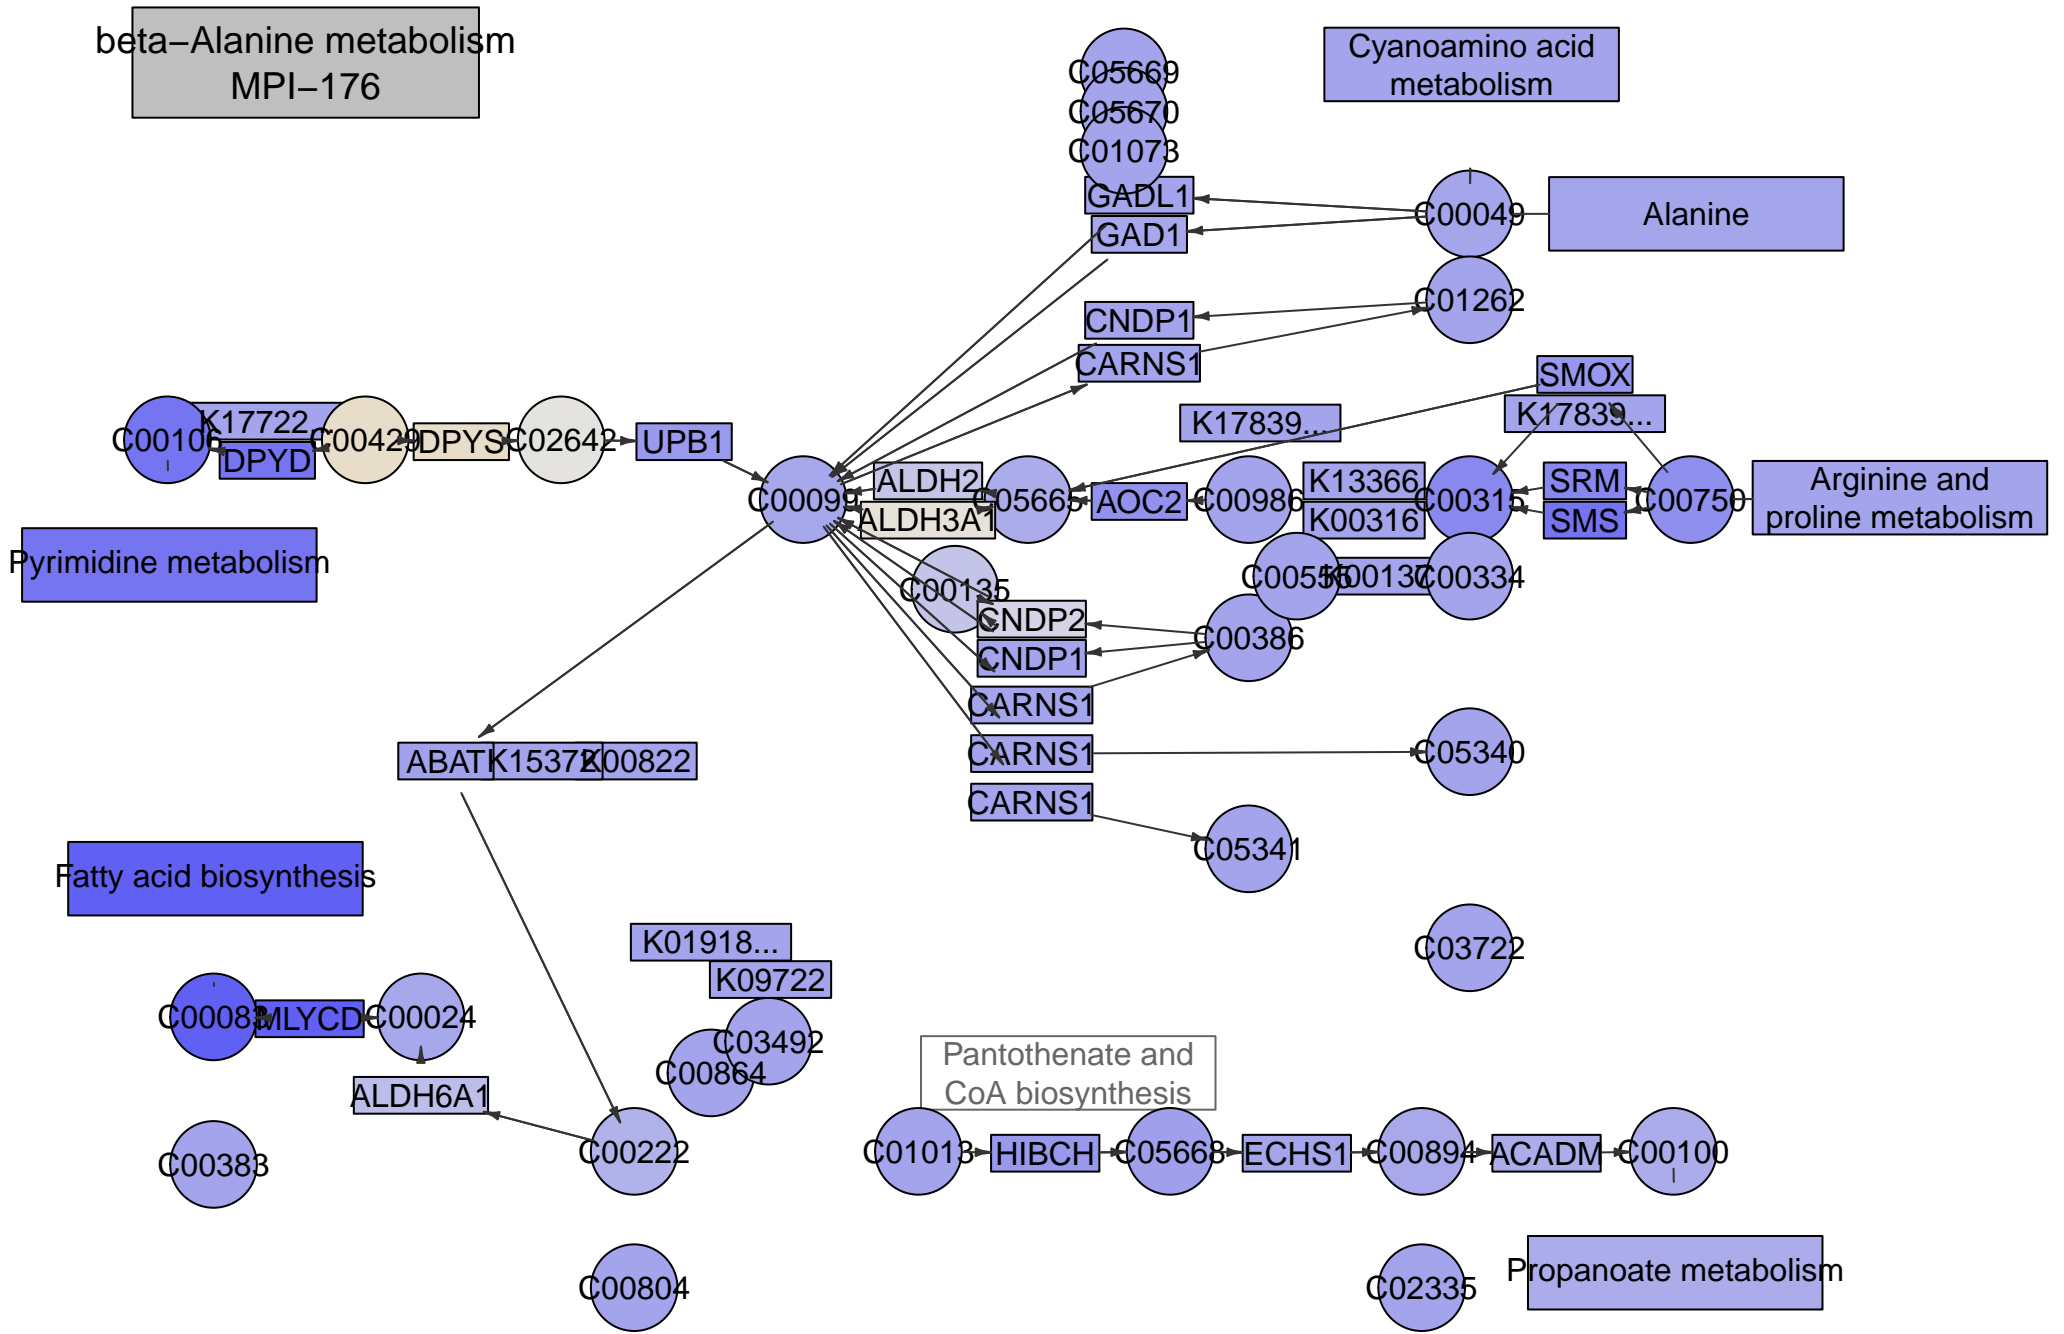 beta−Alanine metabolism
MPI−176
C05669
C05670
C01073
Cyanoamino acid
metabolism
GADL1
GAD1
C00049
Alanine
C01262
CNDP1
CARNS1
SMOX
K17839...
K17839...
C00106
K17722...
DPYD
C00429
DPYS
C02642
UPB1
C00099
ALDH2
ALDH3A1
C05665
AOC2
C00986
K13366
K00316
C00315
SRM
SMS
C00750
Arginine and
proline metabolism
Pyrimidine metabolism
C00135
C00555
K00137
C00334
CNDP2
CNDP1
C00386
CARNS1
CARNS1
CARNS1
C05340
C05341
ABAT
K15372
K00822
Fatty acid biosynthesis
K01918...
K09722
C03722
C00083
MLYCD
C00024
C03492
C00864
ALDH6A1
Pantothenate and
CoA biosynthesis
C00383
C00222
C01013
HIBCH
C05668
ECHS1
C00894
ACADM
C00100
C00804
C02335
Propanoate metabolism